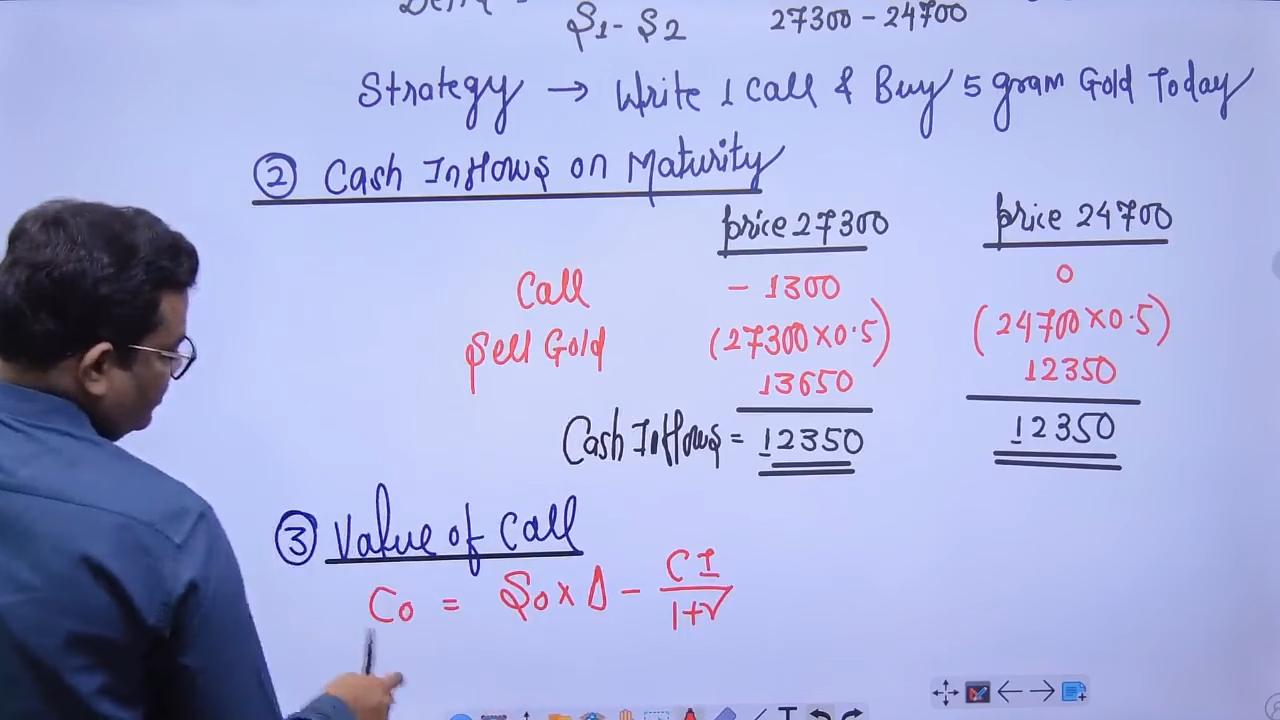 S1 - S2 27300 - 24700
Strategy → Write 1 Call & Buy 5 gram Gold Today
② Cash Inflows on Maturity
price 27300 price 24700
Call - 1300 0
Sell Gold (27300×0.5) (24700×0.5)
13650 12350
Cash Inflows = 12350 12350
③ Value of Call
C0 = S0 × Δ - CI
1+r
T